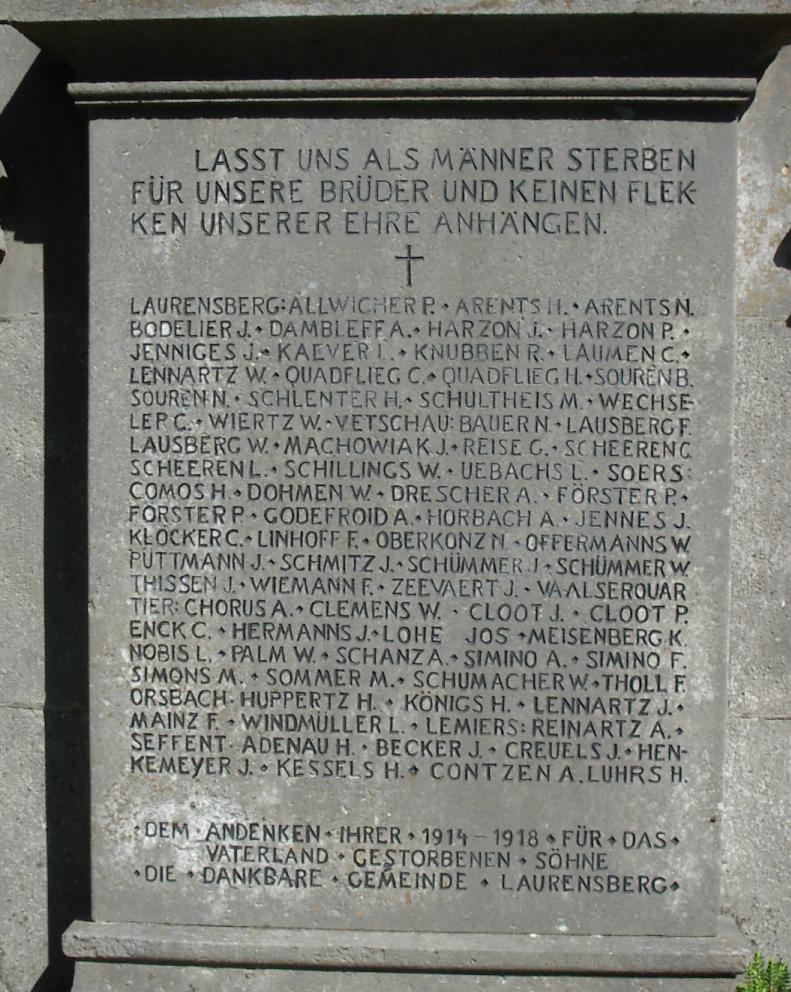 LASST UNS ALS MÄNNER STERBEN
FÜR UNSERE BRÜDER UND KEINEN FLEK-
KEN UNSERER EHRE ANHÄNGEN.
LAURENSBERG: ALLWICHER P. • ARENTS H. • ARENTS N.
BODELIER J. • DAMBLEFF A. • HARZON J. • HARZON P. •
JENNIGES J. • KAEVER L. • KNUBBEN R. • LAUMEN C. •
LENNARTZ W. • QUADFLIEG C. • QUADFLIEG H. • SOUREN B.
SOUREN N. • SCHLENTER H. • SCHULTHEIS M. • WECHSE-
LER C. • WIERTZ W. • VETSCHAU: BAUER N. • LAUSBERG F.
LAUSBERG W. • MACHOWIAK J. • REISE G. • SCHEEREN G
SCHEEREN L. • SCHILLINGS W. • UEBACHS L. • SOERS:
COMOS H. • DOHMEN W. • DRESCHER A. • FÖRSTER P. •
FÖRSTER P. • GODEFROID A. • HORBACH A. • JENNES J.
KLÖCKER C. • LINHOFF F. • OBERKONZ N. • OFFERMANNS W.
PÜTTMANN J. • SCHMITZ J. • SCHÜMMER J. • SCHÜMMER W.
THISSEN J. • WIEMANN F. • ZEEVAERT J. • VAALSERQUAR
TIER: CHORUS A. • CLEMENS W. • CLOOT J. • CLOOT P.
ENCK C. • HERMANNS J. • LOHE JOS • MEISENBERG K.
NOBIS L. • PALM W. • SCHANZ A. • SIMINO A. • SIMINO F.
SIMONS M. • SOMMER M. • SCHUMACHER W. • THOLL F.
ORSBACH: HUPPERTZ H. • KÖNIGS H. • LENNARTZ J. •
MAINZ F. • WINDMÜLLER L. • LEMIERS: REINARTZ A. •
SEFFENT: ADENAU H. • BECKER J. • CREUELS J. • HEN-
KEMEYER J. • KESSELS H. • CONTZEN A. LUHRS H.
• DEM • ANDENKEN • IHRER • 1914 – 1918 • FÜR • DAS •
VATERLAND • GESTORBENEN • SÖHNE
• DIE • DANKBARE • GEMEINDE • LAURENSBERG •